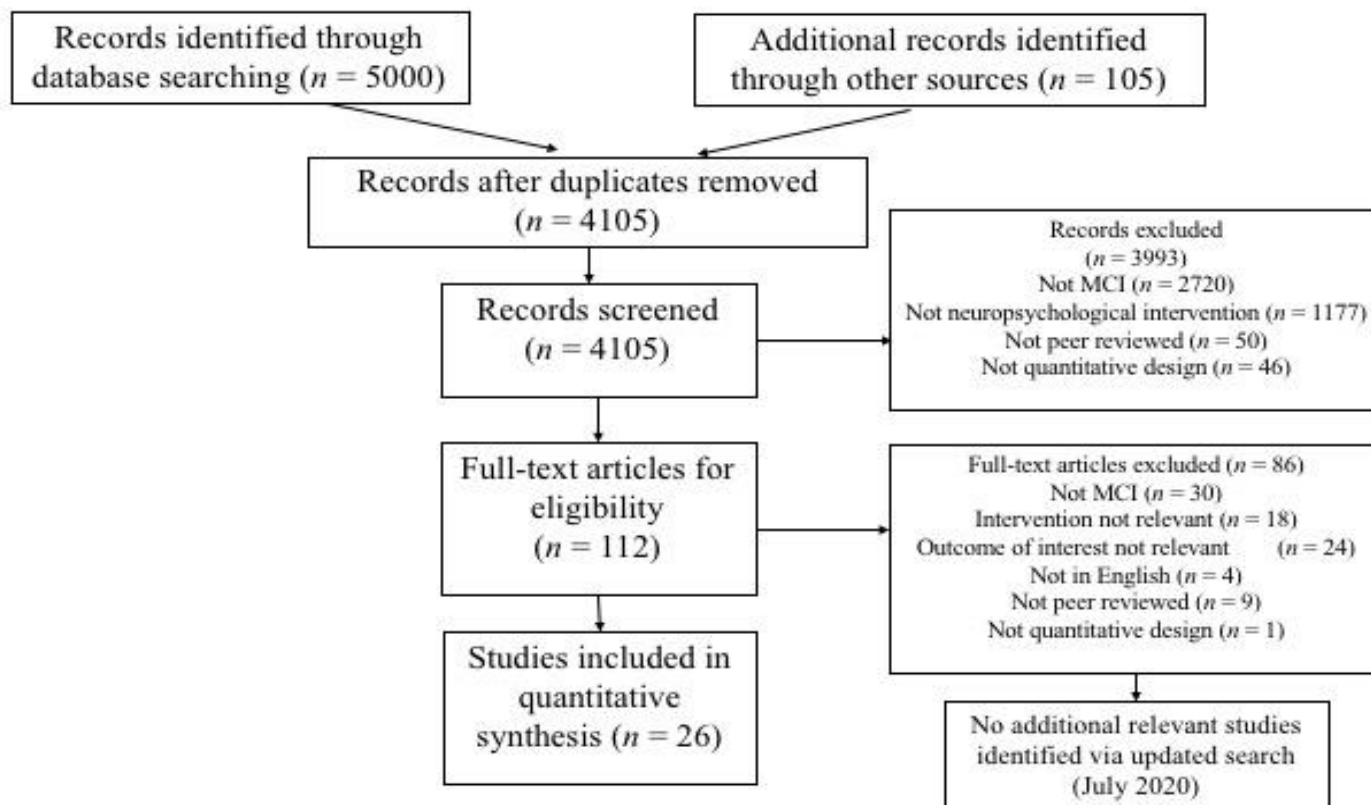 Records identified through
database searching (n = 5000)
Additional records identified
through other sources (n = 105)
Records after duplicates removed
(n = 4105)
Records screened
(n = 4105)
Records excluded
(n = 3993)
Not MCI (n = 2720)
Not neuropsychological intervention (n = 1177)
Not peer reviewed (n = 50)
Not quantitative design (n = 46)
Full-text articles for
eligibility
(n = 112)
Full-text articles excluded (n = 86)
Not MCI (n = 30)
Intervention not relevant (n = 18)
Outcome of interest not relevant (n = 24)
Not in English (n = 4)
Not peer reviewed (n = 9)
Not quantitative design (n = 1)
Studies included in
quantitative
synthesis (n = 26)
No additional relevant studies
identified via updated search
(July 2020)